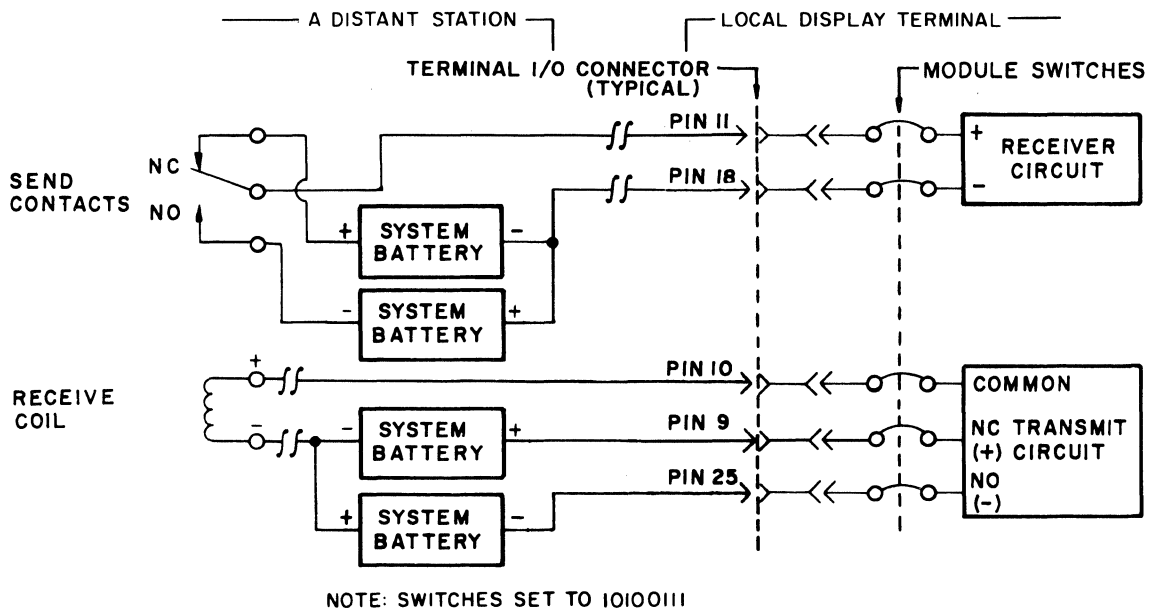 A DISTANT STATION
LOCAL DISPLAY TERMINAL
TERMINAL I/O CONNECTOR
(TYPICAL)
MODULE SWITCHES
PIN 11
+
RECEIVER
CIRCUIT
NC
SEND
CONTACTS
PIN 18
-
NO
+
SYSTEM
BATTERY
-
-
SYSTEM
BATTERY
+
RECEIVE
COIL
+
PIN 10
COMMON
-
-
SYSTEM
BATTERY
+
PIN 9
NC TRANSMIT
(+) CIRCUIT
PIN 25
NO
(-)
+
SYSTEM
BATTERY
-
NOTE: SWITCHES SET TO 10100111